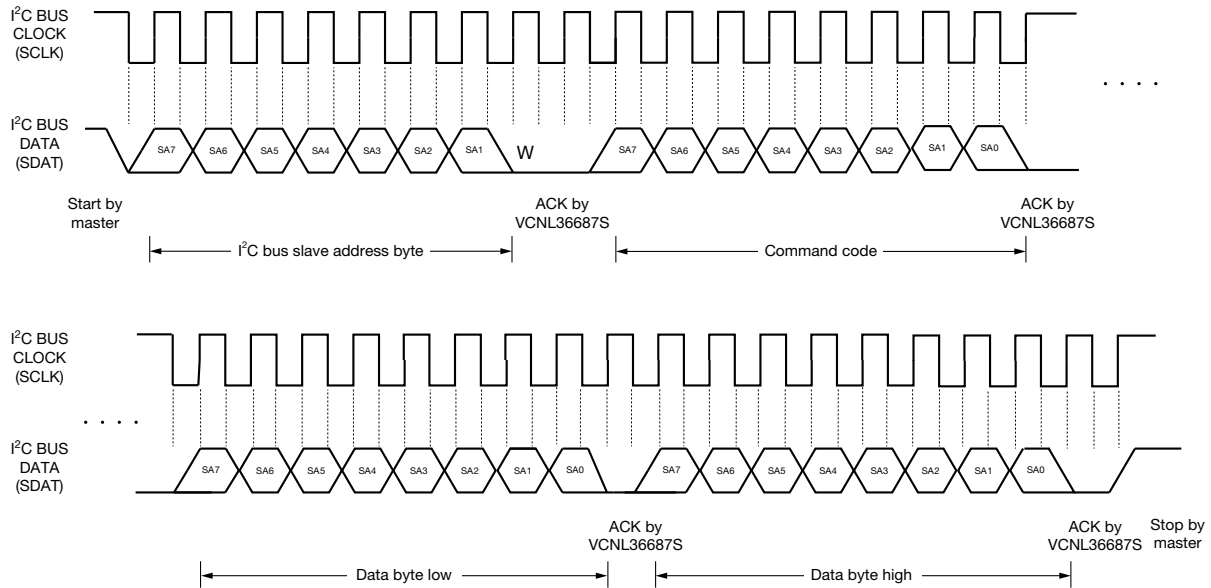 I²C BUS
CLOCK
(SCLK)
. . . .
I²C BUS
DATA
(SDAT)
SA7 SA6 SA5 SA4 SA3 SA2 SA1 W SA7 SA6 SA5 SA4 SA3 SA2 SA1 SA0
Start by
master
ACK by
VCNL36687S
ACK by
VCNL36687S
I²C bus slave address byte
Command code
I²C BUS
CLOCK
(SCLK)
. . . .
I²C BUS
DATA
(SDAT)
SA7 SA6 SA5 SA4 SA3 SA2 SA1 SA0 SA7 SA6 SA5 SA4 SA3 SA2 SA1 SA0
ACK by
VCNL36687S
ACK by
VCNL36687S
Stop by
master
Data byte low
Data byte high